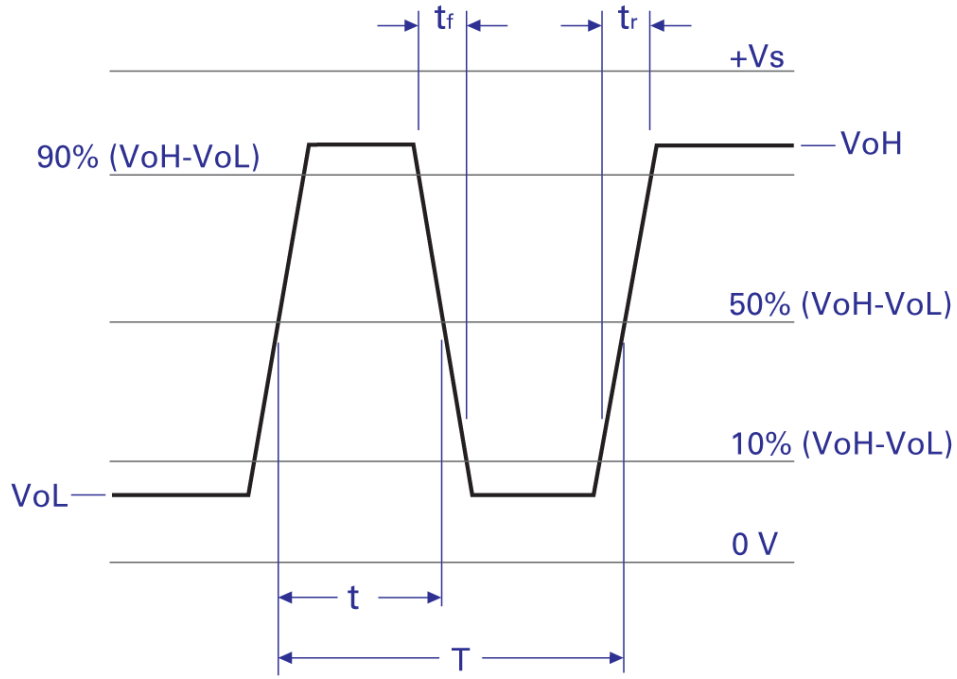 tf
tr
+Vs
90% (VoH-VoL)
VoH
50% (VoH-VoL)
10% (VoH-VoL)
VoL
0 V
t
T